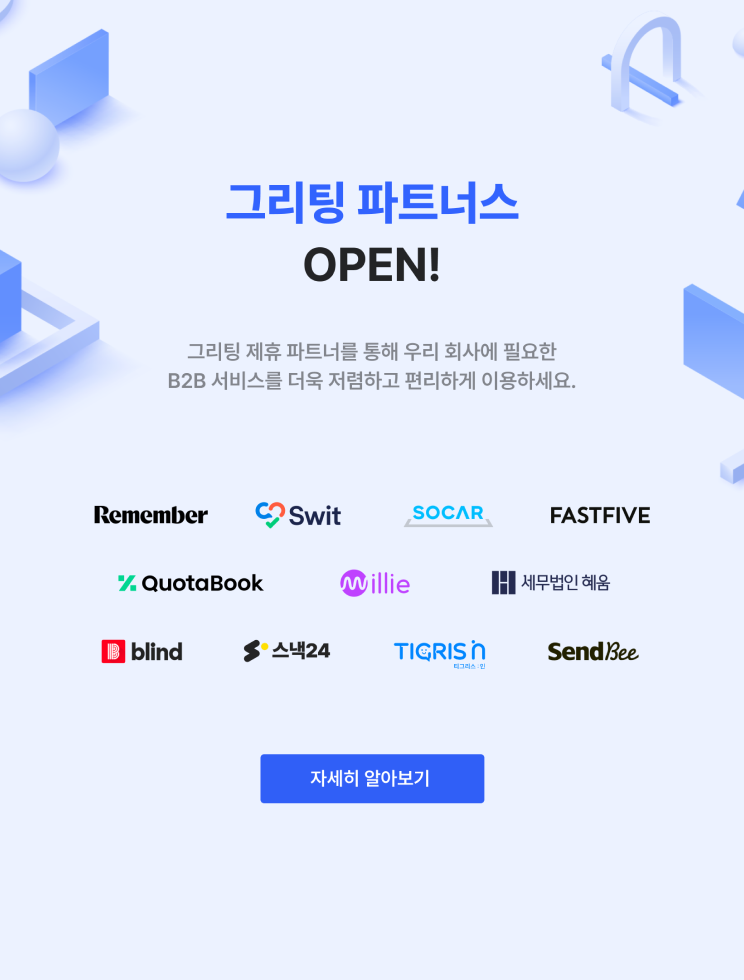 그리팅 파트너스
OPEN!
그리팅 제휴 파트너를 통해 우리 회사에 필요한
B2B 서비스를 더욱 저렴하고 편리하게 이용하세요.
Remember Swit SOCAR FASTFIVE
QuotaBook Willie 세무법인 혜움
blind 스낵24 TIGRIS iN SendBee
티그리스 : 인
자세히 알아보기